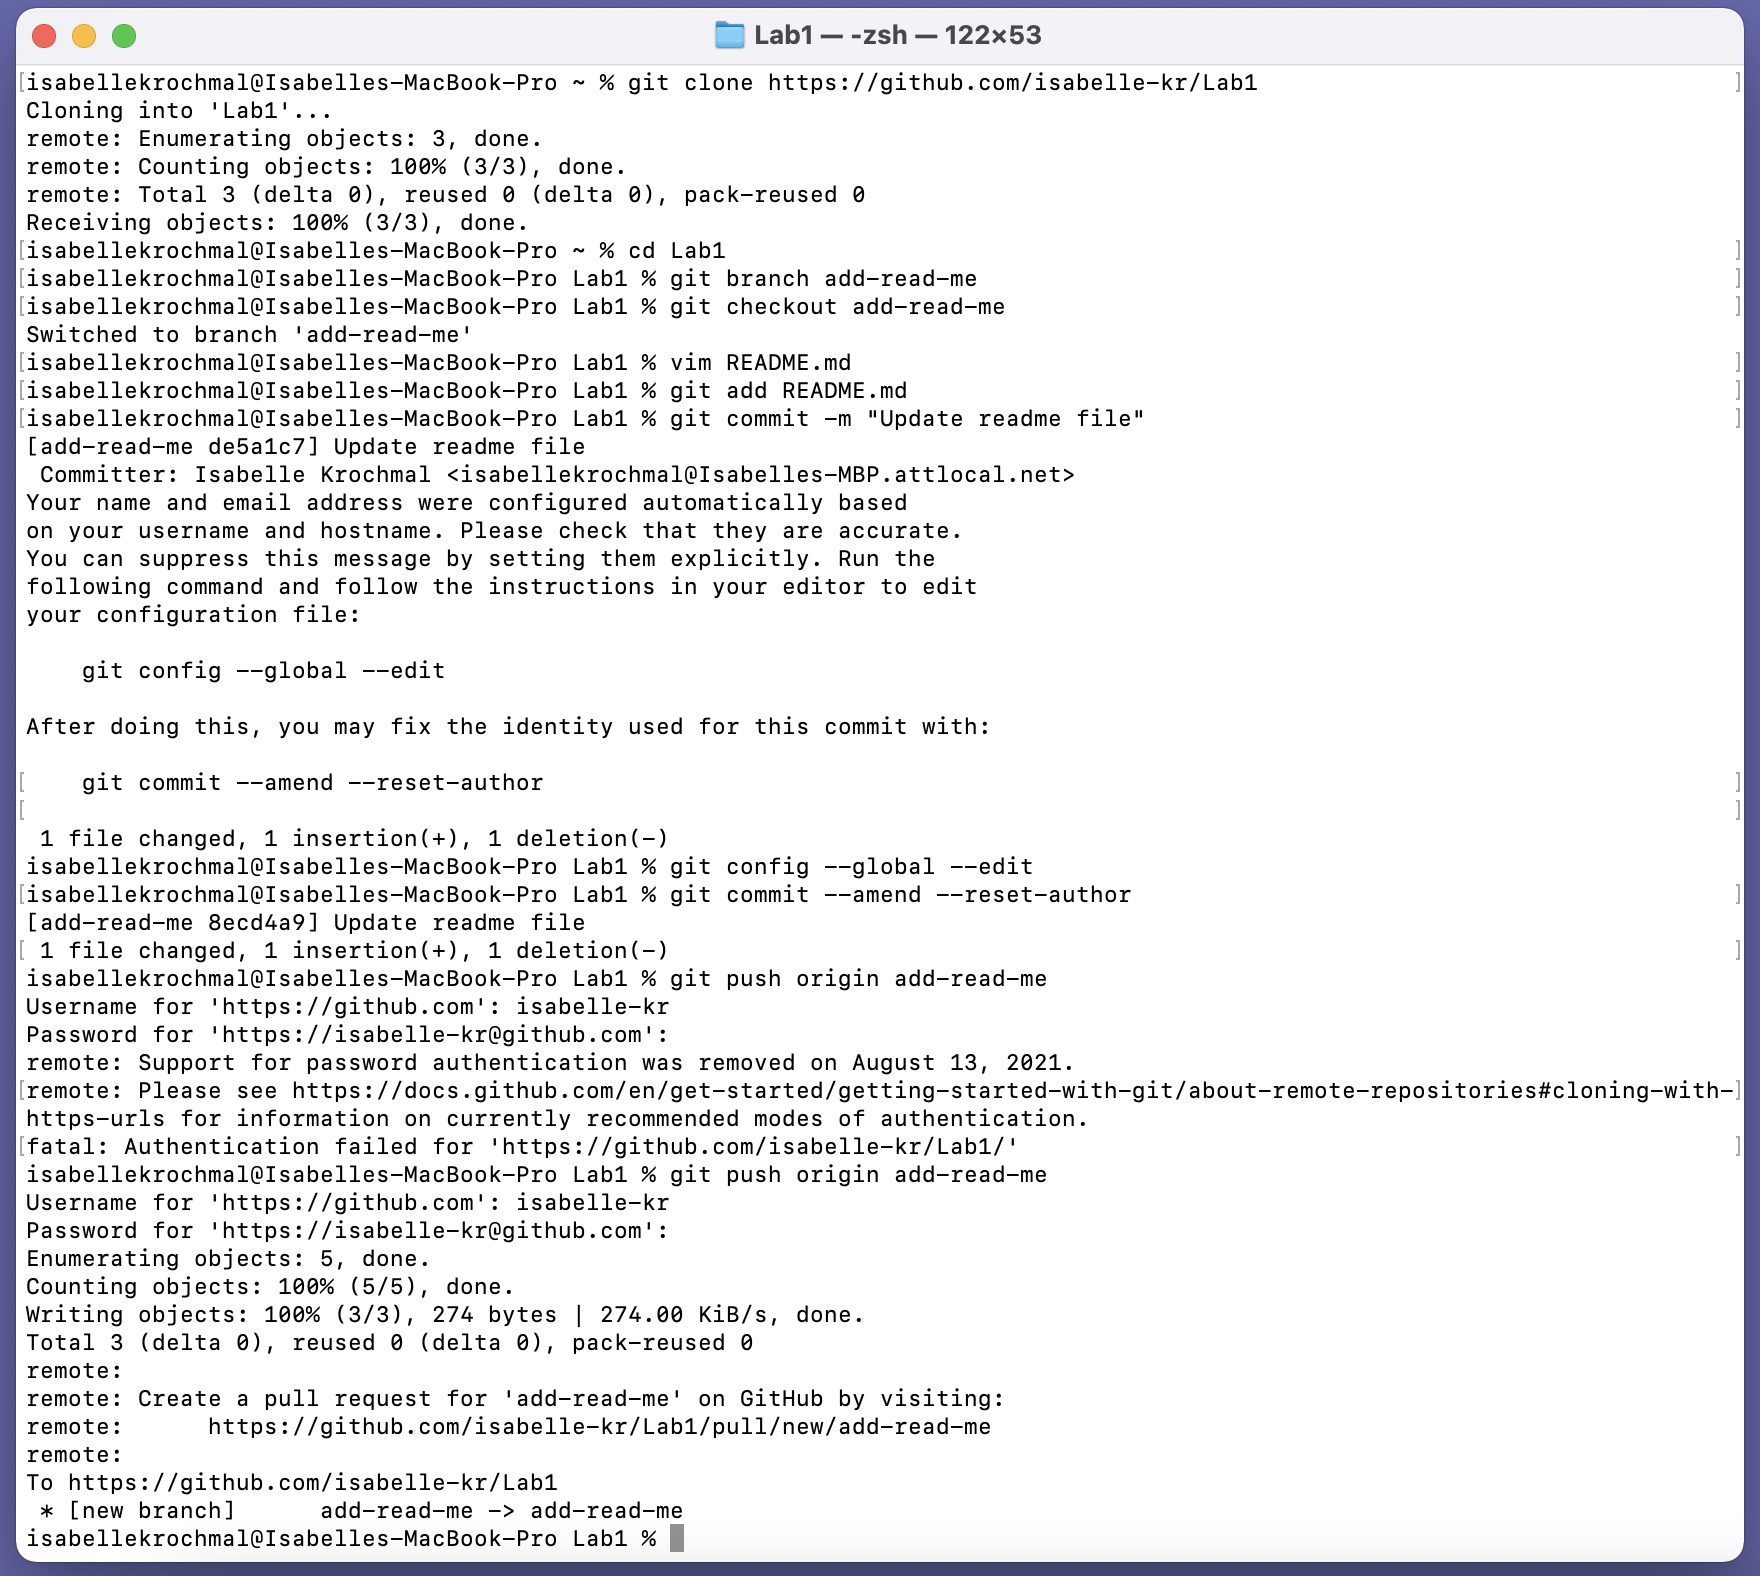 Lab1 — -zsh — 122×53
isabellekrochmal@Isabelles-MacBook-Pro ~ % git clone https://github.com/isabelle-kr/Lab1
Cloning into 'Lab1'...
remote: Enumerating objects: 3, done.
remote: Counting objects: 100% (3/3), done.
remote: Total 3 (delta 0), reused 0 (delta 0), pack-reused 0
Receiving objects: 100% (3/3), done.
isabellekrochmal@Isabelles-MacBook-Pro ~ % cd Lab1
isabellekrochmal@Isabelles-MacBook-Pro Lab1 % git branch add-read-me
isabellekrochmal@Isabelles-MacBook-Pro Lab1 % git checkout add-read-me
Switched to branch 'add-read-me'
isabellekrochmal@Isabelles-MacBook-Pro Lab1 % vim README.md
isabellekrochmal@Isabelles-MacBook-Pro Lab1 % git add README.md
isabellekrochmal@Isabelles-MacBook-Pro Lab1 % git commit -m "Update readme file"
[add-read-me de5a1c7] Update readme file
 Committer: Isabelle Krochmal <isabellekrochmal@Isabelles-MBP.attlocal.net>
Your name and email address were configured automatically based
on your username and hostname. Please check that they are accurate.
You can suppress this message by setting them explicitly. Run the
following command and follow the instructions in your editor to edit
your configuration file:

    git config --global --edit

After doing this, you may fix the identity used for this commit with:

    git commit --amend --reset-author

 1 file changed, 1 insertion(+), 1 deletion(-)
isabellekrochmal@Isabelles-MacBook-Pro Lab1 % git config --global --edit
isabellekrochmal@Isabelles-MacBook-Pro Lab1 % git commit --amend --reset-author
[add-read-me 8ecd4a9] Update readme file
 1 file changed, 1 insertion(+), 1 deletion(-)
isabellekrochmal@Isabelles-MacBook-Pro Lab1 % git push origin add-read-me
Username for 'https://github.com': isabelle-kr
Password for 'https://isabelle-kr@github.com':
remote: Support for password authentication was removed on August 13, 2021.
remote: Please see https://docs.github.com/en/get-started/getting-started-with-git/about-remote-repositories#cloning-with-
https-urls for information on currently recommended modes of authentication.
fatal: Authentication failed for 'https://github.com/isabelle-kr/Lab1/'
isabellekrochmal@Isabelles-MacBook-Pro Lab1 % git push origin add-read-me
Username for 'https://github.com': isabelle-kr
Password for 'https://isabelle-kr@github.com':
Enumerating objects: 5, done.
Counting objects: 100% (5/5), done.
Writing objects: 100% (3/3), 274 bytes | 274.00 KiB/s, done.
Total 3 (delta 0), reused 0 (delta 0), pack-reused 0
remote:
remote: Create a pull request for 'add-read-me' on GitHub by visiting:
remote:      https://github.com/isabelle-kr/Lab1/pull/new/add-read-me
remote:
To https://github.com/isabelle-kr/Lab1
 * [new branch]      add-read-me -> add-read-me
isabellekrochmal@Isabelles-MacBook-Pro Lab1 %